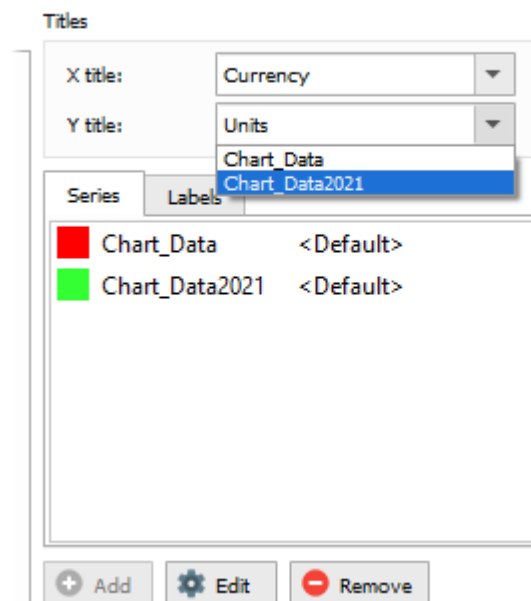 Titles
X title: Currency
Y title: Units
Chart_Data
Chart_Data2021
Series Labels
Chart_Data <Default>
Chart_Data2021 <Default>
Add Edit Remove